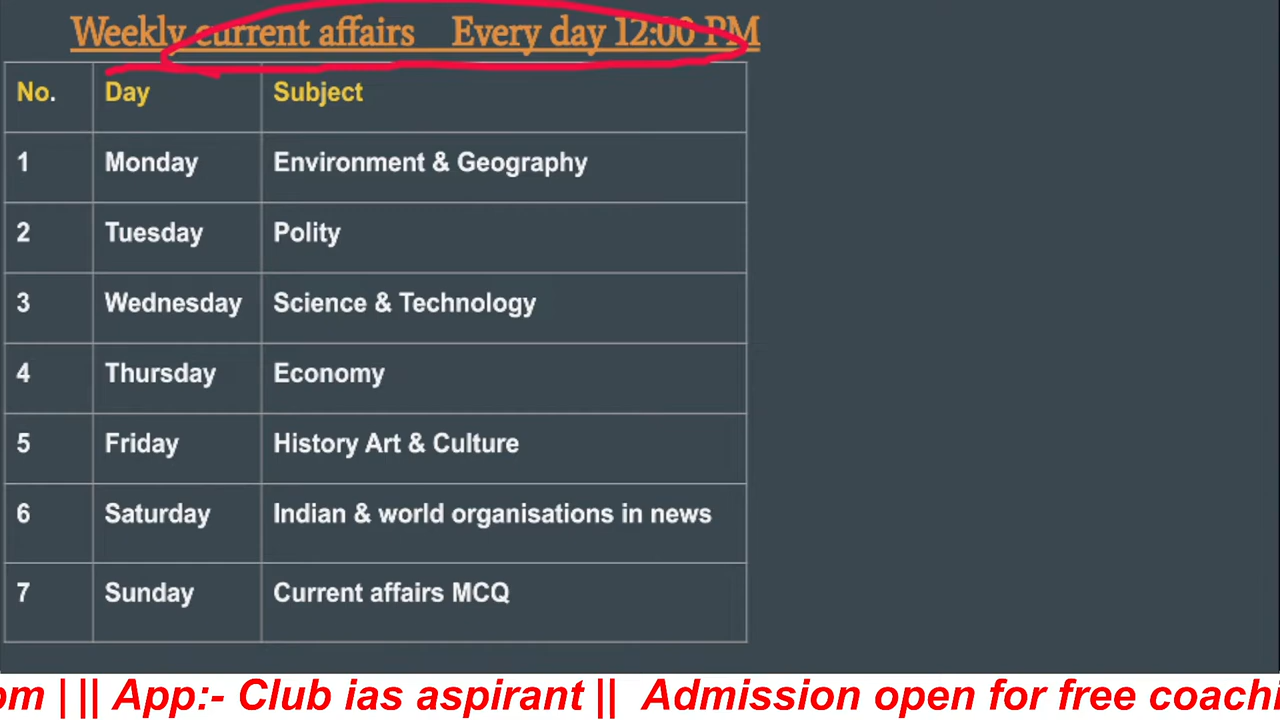 Weekly current affairs Every day 12:00 PM
No. Day Subject
1 Monday Environment & Geography
2 Tuesday Polity
3 Wednesday Science & Technology
4 Thursday Economy
5 Friday History Art & Culture
6 Saturday Indian & world organisations in news
7 Sunday Current affairs MCQ
om | || App:- Club ias aspirant || Admission open for free coachi